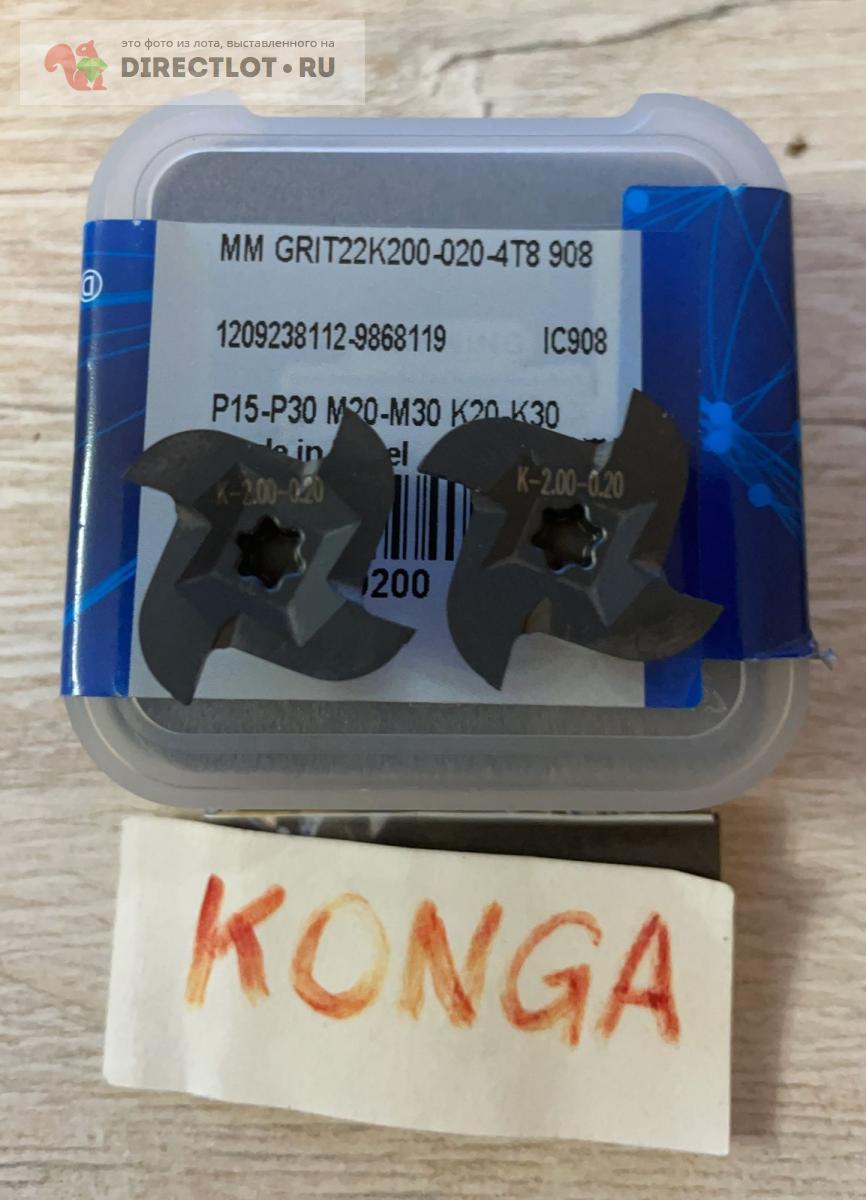 это фото из лота, выставленного на
DIRECTLOT.RU
MM GRIT22K200-020-4T8 908
1209238112-9868119 IC908
P15-P30 M20-M30 K20-K30
K-2.00-0.20 K-2.00-0.20
KONGA